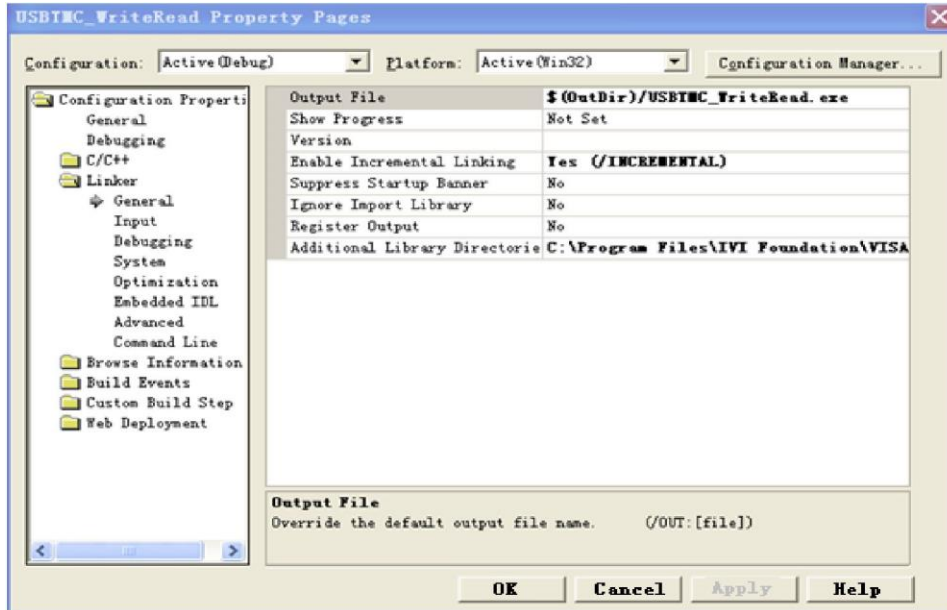 USBTMC_WriteRead Property Pages
Configuration: Active(Debug) Platform: Active(Win32) Configuration Manager...
Configuration Properti
General
Debugging
C/C++
Linker
General
Input
Debugging
System
Optimization
Embedded IDL
Advanced
Command Line
Browse Information
Build Events
Custom Build Step
Web Deployment
Output File $(OutDir)/USBTMC_WriteRead.exe
Show Progress Not Set
Version
Enable Incremental Linking Yes (/INCREMENTAL)
Suppress Startup Banner No
Ignore Import Library No
Register Output No
Additional Library Directorie C:\Program Files\IVI Foundation\VISA
Output File
Override the default output file name. (/OUT:[file])
OK Cancel Apply Help